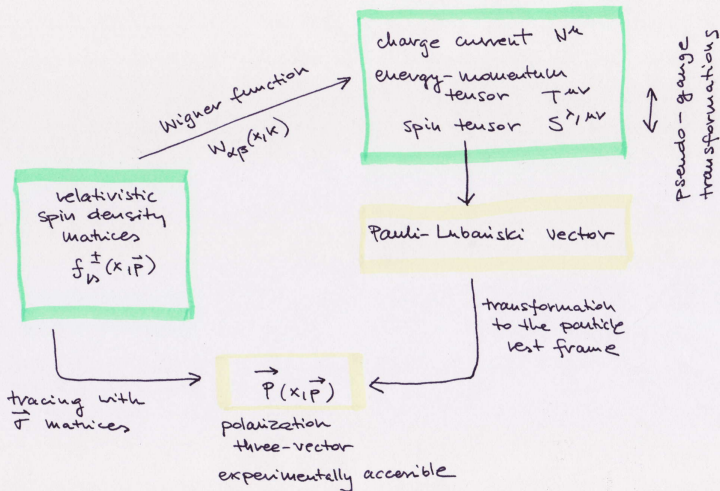 charge current N^μ
energy-momentum
tensor T^μν
spin tensor S^λ,μν
pseudo-gauge
transformations
Wigner function
W_αβ(x,k)
relativistic
spin density
matrices
f_rs^±(x,p⃗)
Pauli-Lubański vector
transformation
to the particle
rest frame
tracing with
σ⃗ matrices
P⃗(x,p⃗)
polarization
three-vector
experimentally accesible